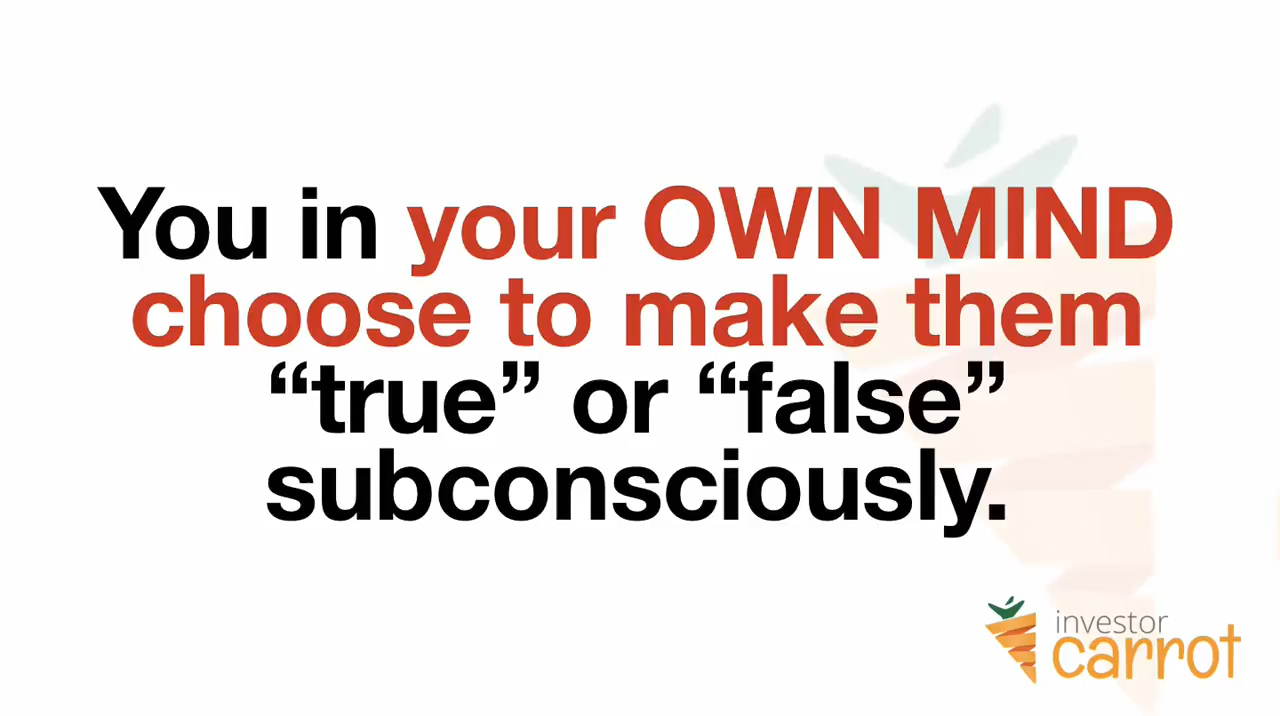 You in your OWN MIND
choose to make them
“true” or “false”
subconsciously.
investor
carrot